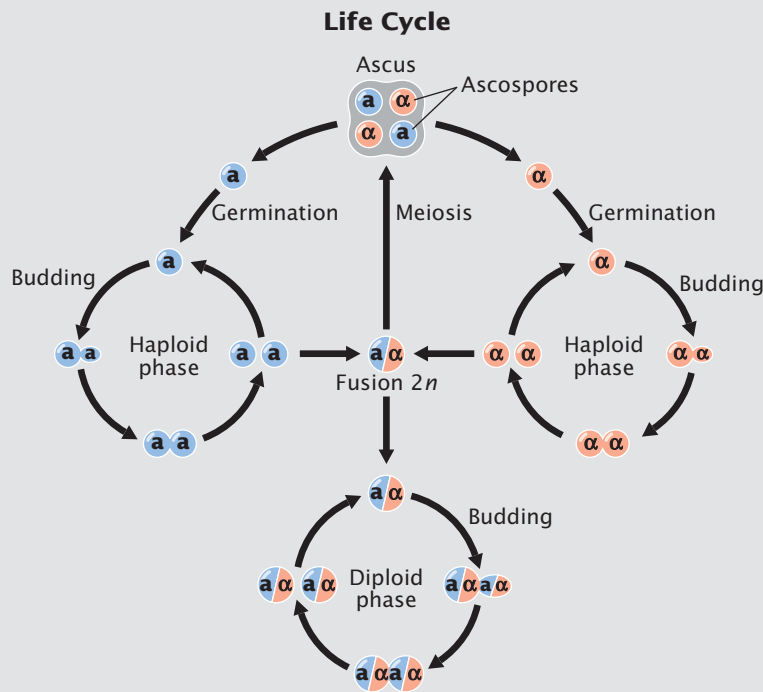 Life Cycle
Ascus
a α
α a
Ascospores
a
α
Germination
Meiosis
Germination
a
α
Budding
Budding
a a
Haploid
phase
a a
a α
Fusion 2n
α α
Haploid
phase
α α
a a
α α
a α
Budding
a α a α
Diploid
phase
a α a α
a α a α